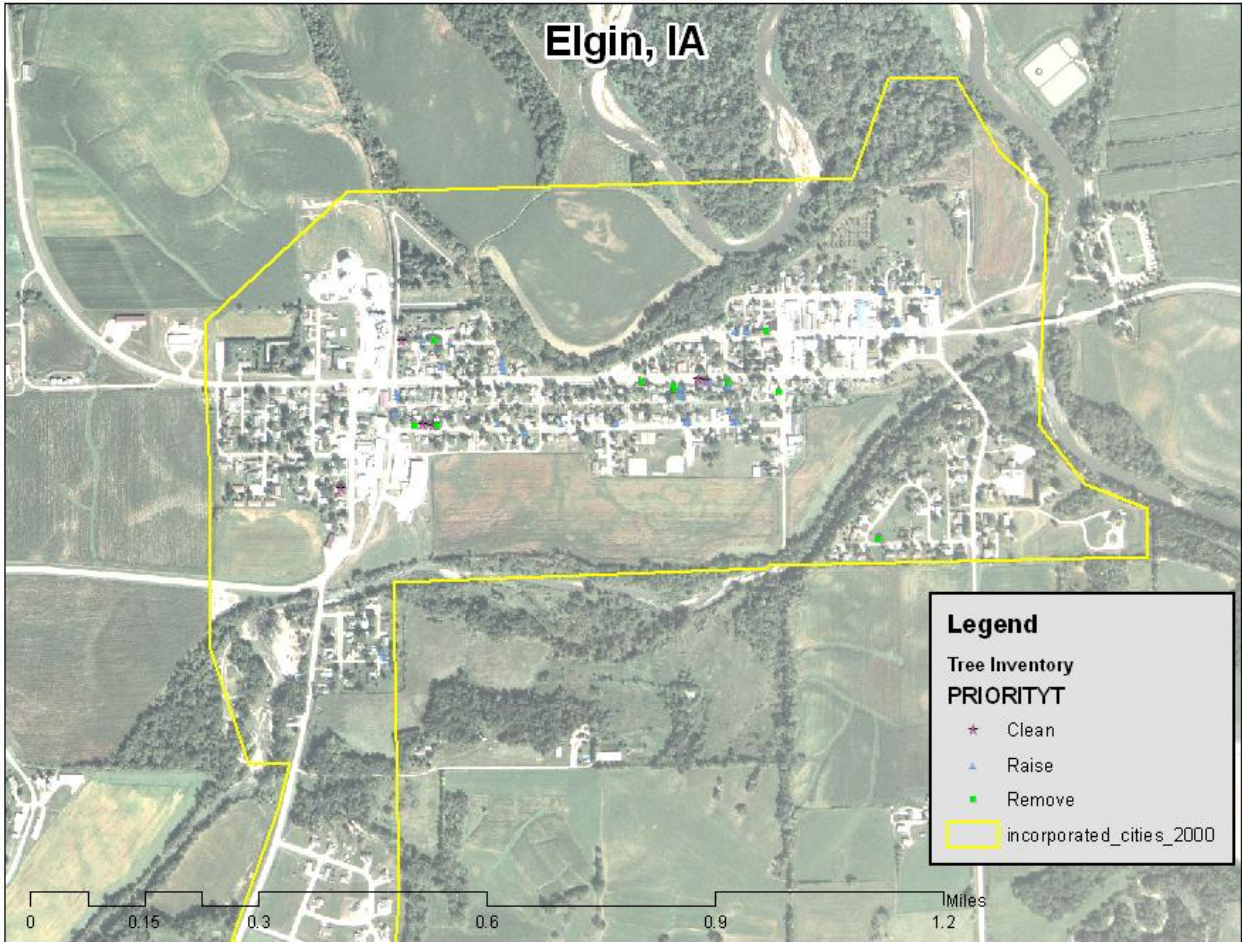 Elgin, IA
Legend
Tree Inventory
PRIORITYT
Clean
Raise
Remove
incorporated_cities_2000
Miles
0 0.15 0.3 0.6 0.9 1.2